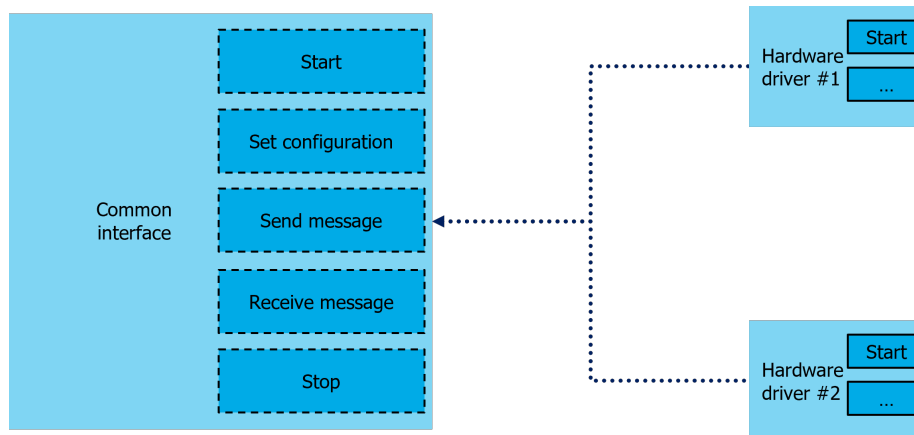 Common
interface
Start
Set configuration
Send message
Receive message
Stop
Hardware
driver #1
Start
...
Hardware
driver #2
Start
...